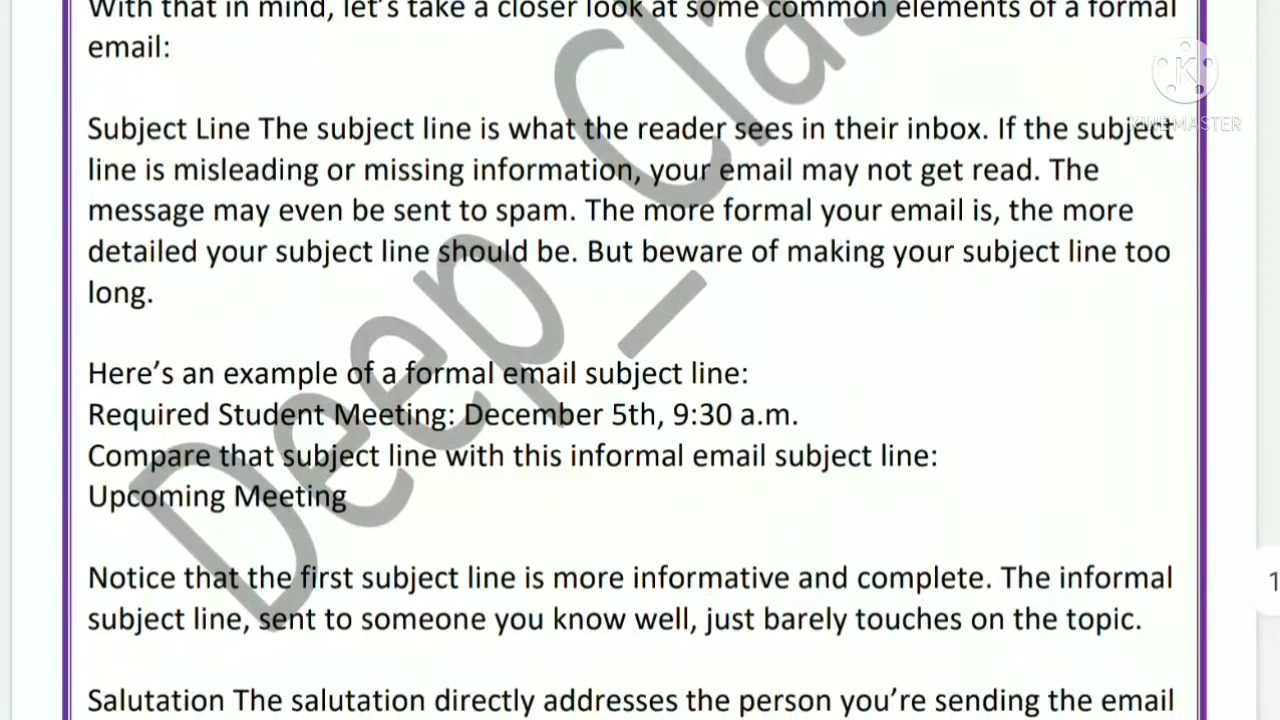 With that in mind, let's take a closer look at some common elements of a formal
email:
Subject Line The subject line is what the reader sees in their inbox. If the subject
line is misleading or missing information, your email may not get read. The
message may even be sent to spam. The more formal your email is, the more
detailed your subject line should be. But beware of making your subject line too
long.
Here's an example of a formal email subject line:
Required Student Meeting: December 5th, 9:30 a.m.
Compare that subject line with this informal email subject line:
Upcoming Meeting
Notice that the first subject line is more informative and complete. The informal
subject line, sent to someone you know well, just barely touches on the topic.
Salutation The salutation directly addresses the person you're sending the email
Deep_Cla
K
KINEMASTER
1